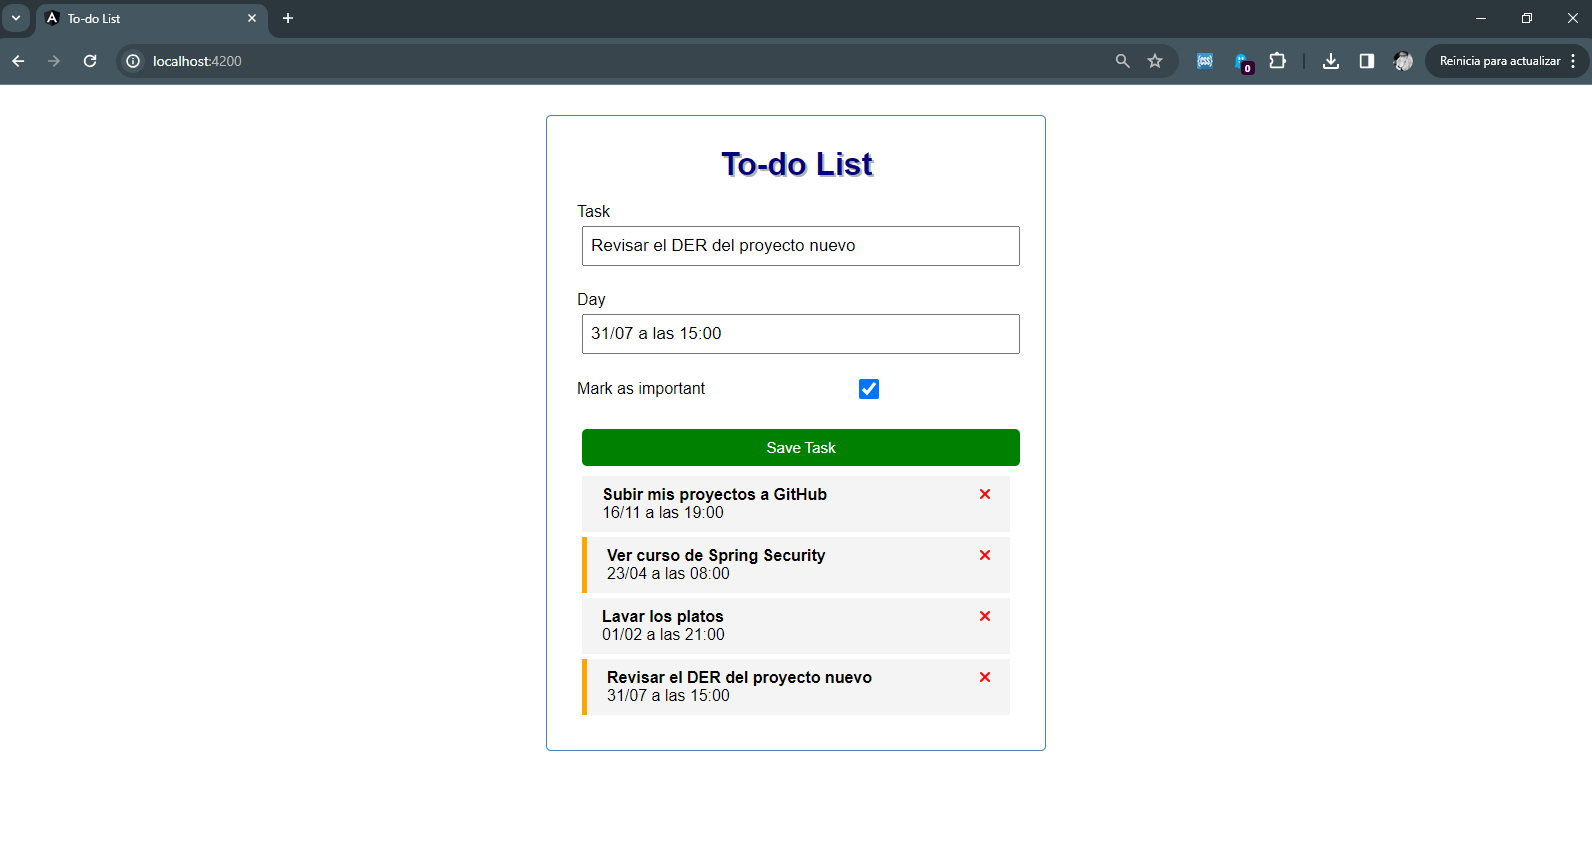 To-do List
localhost:4200
0
Reinicia para actualizar
To-do List
Task
Revisar el DER del proyecto nuevo
Day
31/07 a las 15:00
Mark as important
Save Task
Subir mis proyectos a GitHub
16/11 a las 19:00
Ver curso de Spring Security
23/04 a las 08:00
Lavar los platos
01/02 a las 21:00
Revisar el DER del proyecto nuevo
31/07 a las 15:00